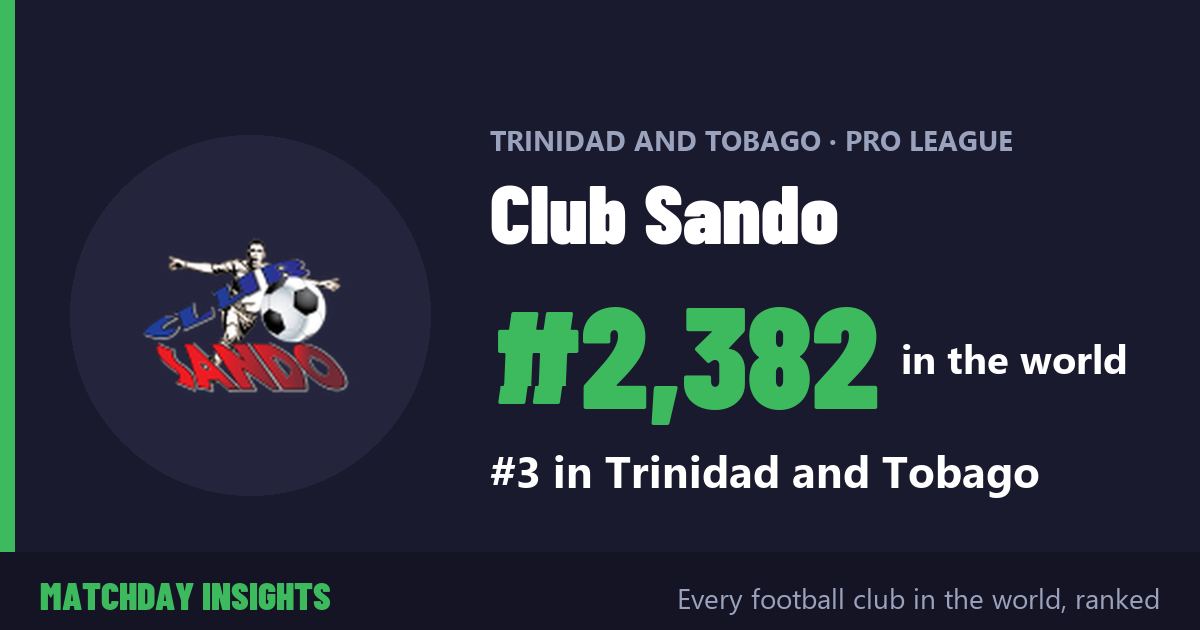 TRINIDAD AND TOBAGO · PRO LEAGUE
Club Sando
#2,382 in the world
#3 in Trinidad and Tobago
CLUB
SANDO
MATCHDAY INSIGHTS
Every football club in the world, ranked